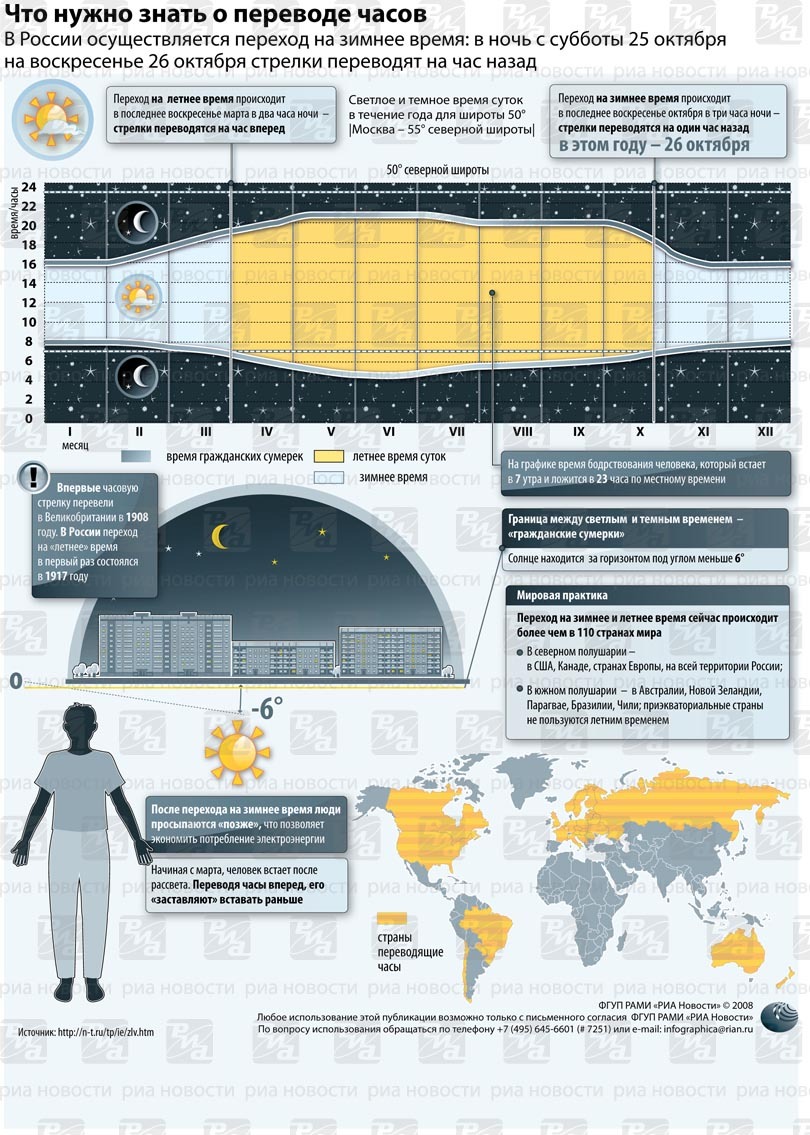 Что нужно знать о переводе часов
В России осуществляется переход на зимнее время: в ночь с субботы 25 октября
на воскресенье 26 октября стрелки переводят на час назад
Переход на летнее время происходит
в последнее воскресенье марта в два часа ночи –
стрелки переводятся на час вперед
Светлое и темное время суток
в течение года для широты 50°
|Москва – 55° северной широты|
Переход на зимнее время происходит
в последнее воскресенье октября в три часа ночи –
стрелки переводятся на один час назад
в этом году – 26 октября
50° северной широты
время/часы
24
22
20
18
16
14
12
10
8
6
4
2
0
I II III IV V VI VII VIII IX X XI XII
месяц
время гражданских сумерек
летнее время суток
зимнее время
На графике время бодрствования человека, который встает
в 7 утра и ложится в 23 часа по местному времени
!
Впервые часовую
стрелку перевели
в Великобритании в 1908
году. В России переход
на «летнее» время
в первый раз состоялся
в 1917 году
Граница между светлым и темным временем –
«гражданские сумерки»
Солнце находится за горизонтом под углом меньше 6°
Мировая практика
Переход на зимнее и летнее время сейчас происходит
более чем в 110 странах мира
В северном полушарии –
в США, Канаде, странах Европы, на всей территории России;
В южном полушарии – в Австралии, Новой Зеландии,
Парагвае, Бразилии, Чили; приэкваториальные страны
не пользуются летним временем
0
-6°
После перехода на зимнее время люди
просыпаются «позже», что позволяет
экономить потребление электроэнергии
Начиная с марта, человек встает после
рассвета. Переводя часы вперед, его
«заставляют» вставать раньше
страны
переводящие
часы
ФГУП РАМИ «РИА Новости» © 2008
Любое использование этой публикации возможно только с письменного согласия ФГУП РАМИ «РИА Новости»
По вопросу использования обращаться по телефону +7 (495) 645-6601 (# 7251) или e-mail: infographica@rian.ru
Источник: http://n-t.ru/tp/ie/zlv.htm